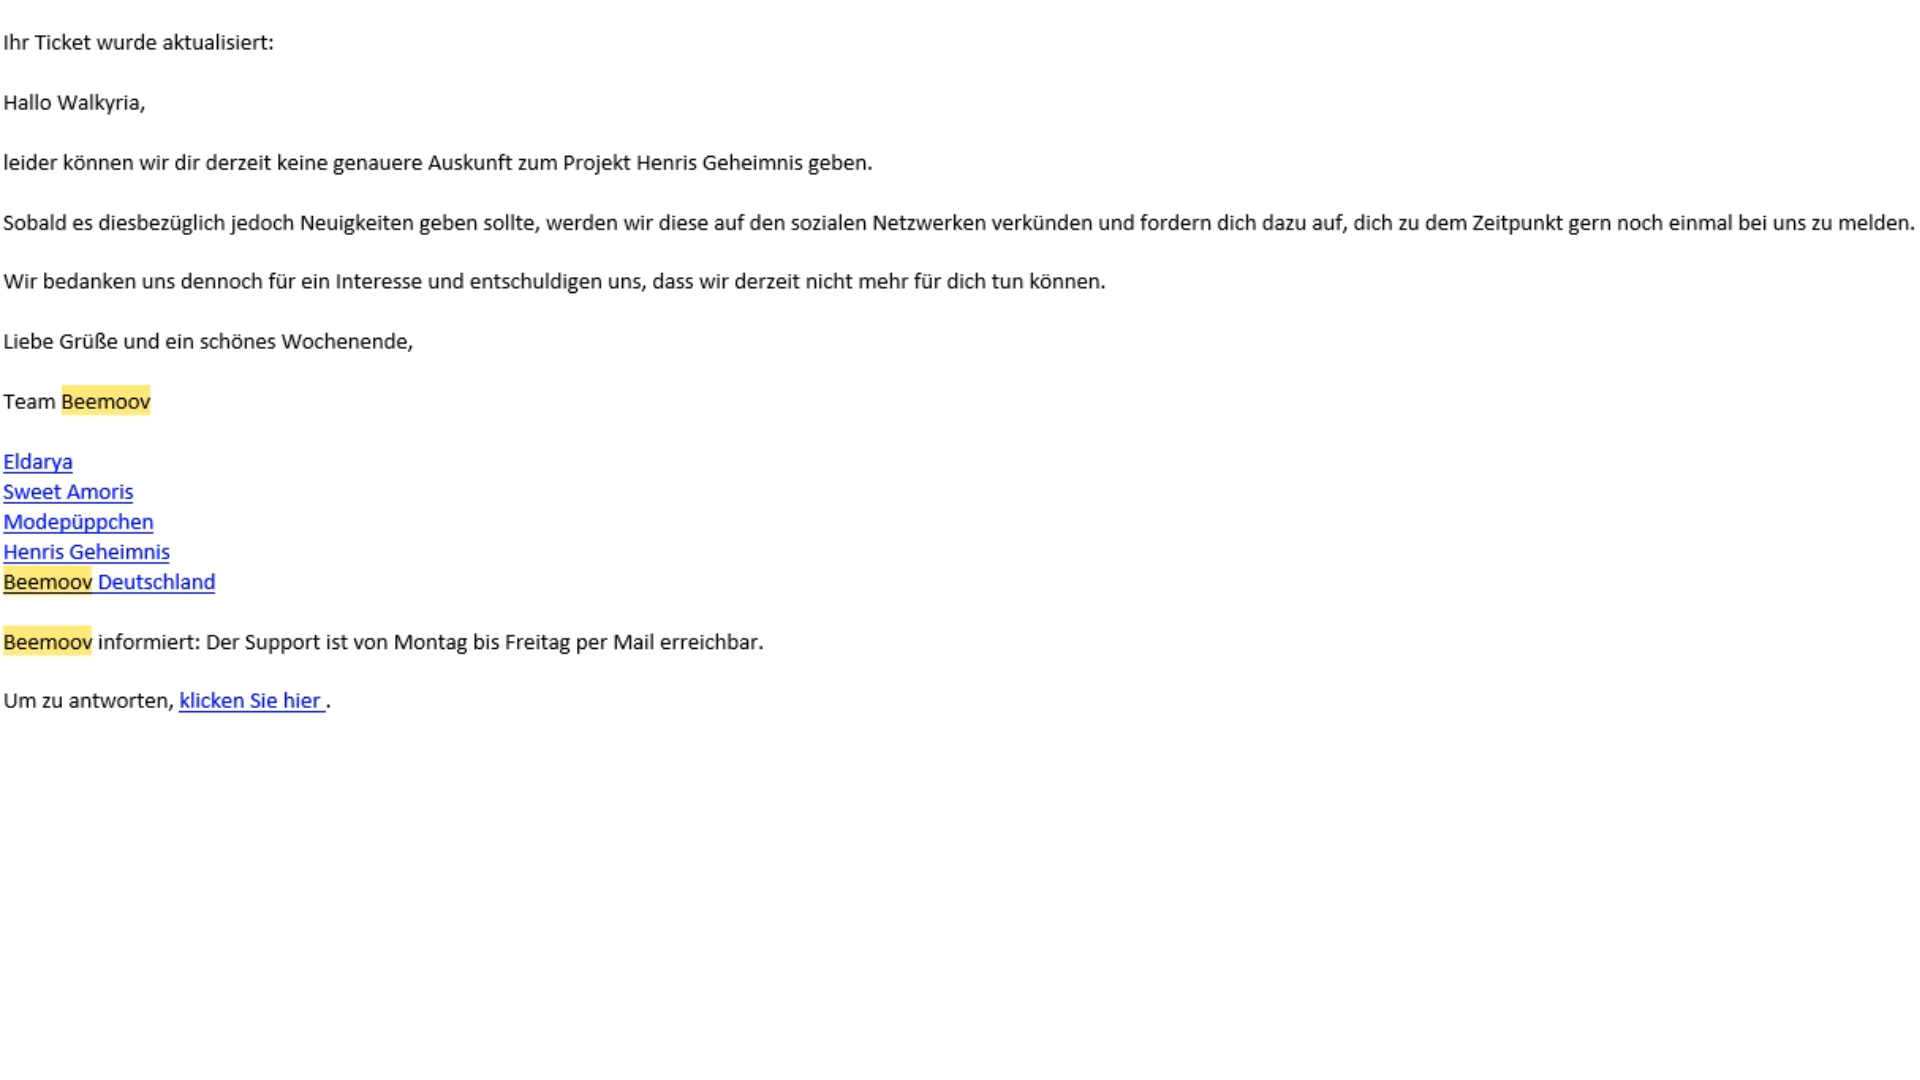 Ihr Ticket wurde aktualisiert:
Hallo Walkyria,
leider können wir dir derzeit keine genauere Auskunft zum Projekt Henris Geheimnis geben.
Sobald es diesbezüglich jedoch Neuigkeiten geben sollte, werden wir diese auf den sozialen Netzwerken verkünden und fordern dich dazu auf, dich zu dem Zeitpunkt gern noch einmal bei uns zu melden.
Wir bedanken uns dennoch für ein Interesse und entschuldigen uns, dass wir derzeit nicht mehr für dich tun können.
Liebe Grüße und ein schönes Wochenende,
Team Beemoov
Eldarya
Sweet Amoris
Modepüppchen
Henris Geheimnis
Beemoov Deutschland
Beemoov informiert: Der Support ist von Montag bis Freitag per Mail erreichbar.
Um zu antworten, klicken Sie hier .